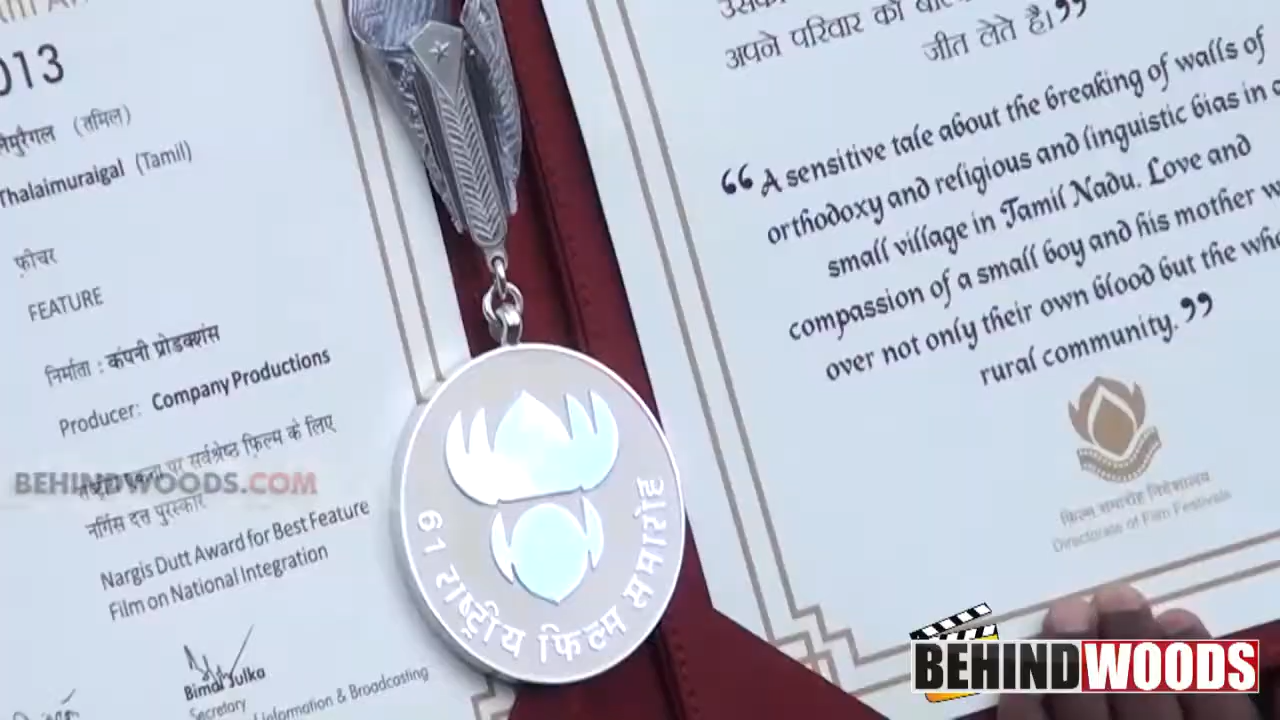 2013
(तमिल)
Thalaimuraigal (Tamil)
फ़ीचर
FEATURE
निर्माता : कंपनी प्रोडक्शंस
Producer: Company Productions
पर सर्वश्रेष्ठ फ़िल्म के लिए
नर्गिस दत्त पुरस्कार
Nargis Dutt Award for Best Feature
Film on National Integration
Bimal Julka
Secretary
Information & Broadcasting
61 राष्ट्रीय फिल्म समारोह
अपने परिवार को
जीत लेते है।”
“A sensitive tale about the breaking of walls of
orthodoxy and religious and linguistic bias in a
small village in Tamil Nadu. Love and
compassion of a small boy and his mother
over not only their own blood but the
rural community.”
फिल्म समारोह निदेशालय
Directorate of Film Festivals
BEHINDWOODS.COM
BEHINDWOODS